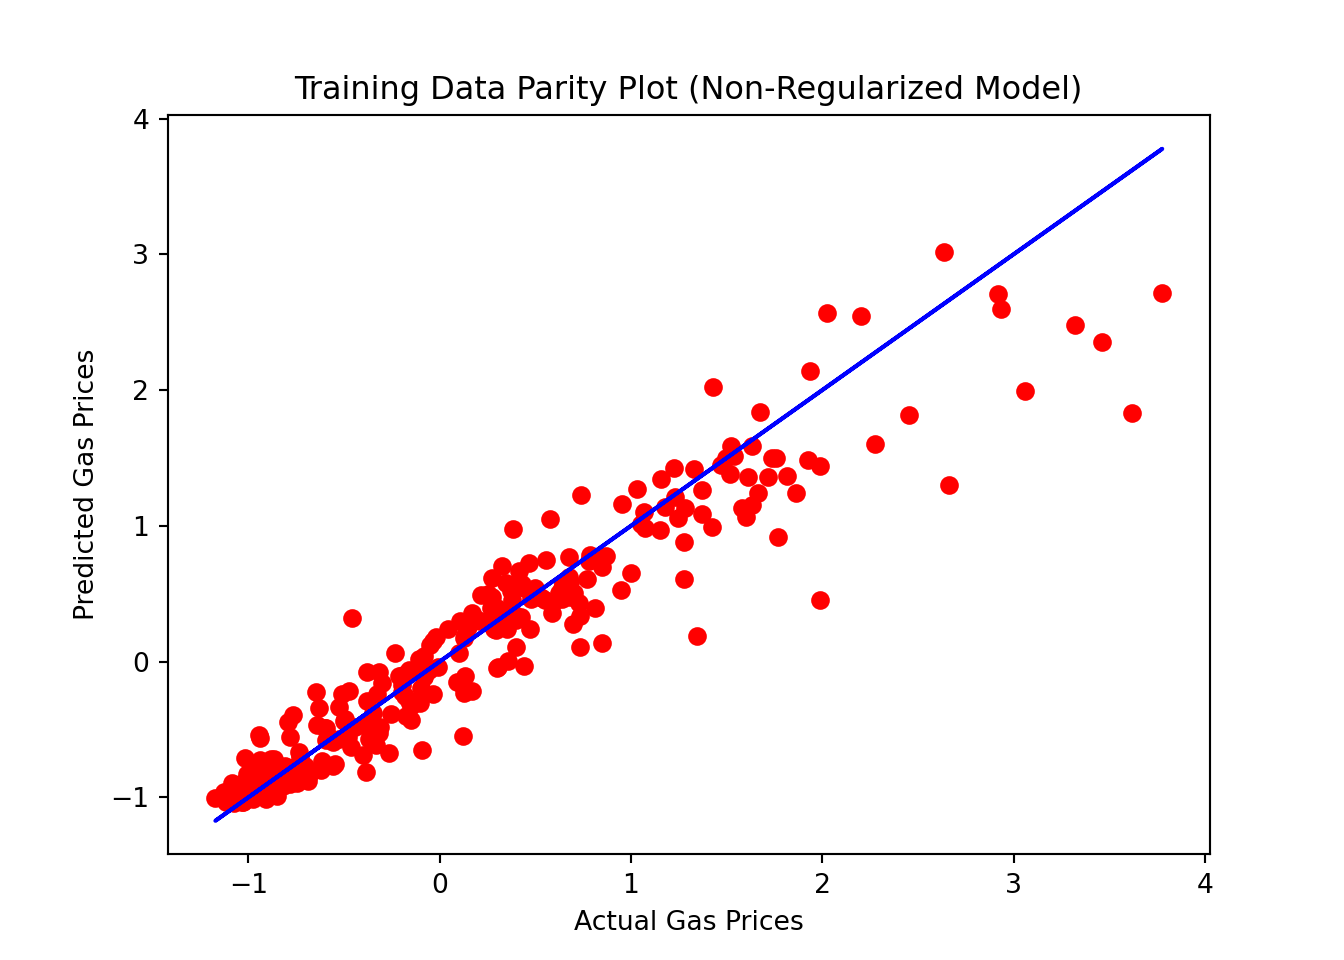 Training Data Parity Plot (Non-Regularized Model)
4
3
2
1
0
−1
Predicted Gas Prices
−1 0 1 2 3 4
Actual Gas Prices